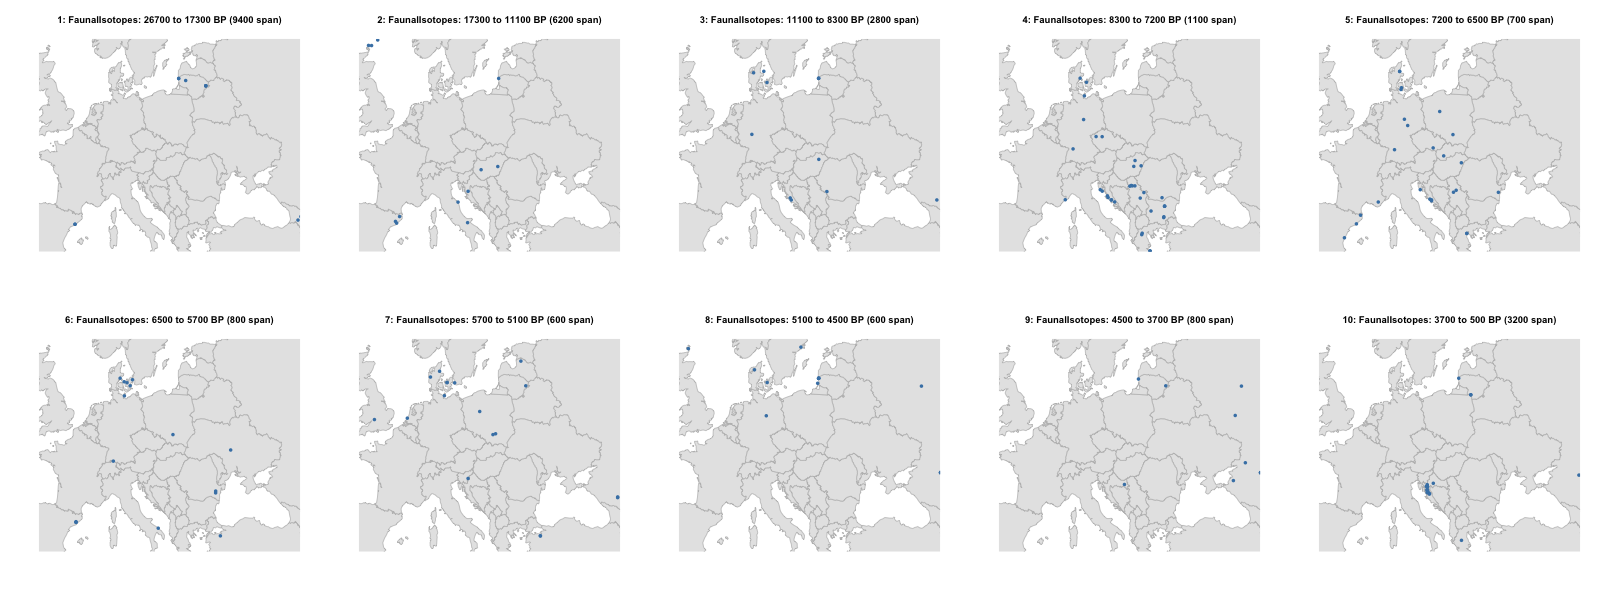 1: FaunalIsotopes: 26700 to 17300 BP (9400 span)
2: FaunalIsotopes: 17300 to 11100 BP (6200 span)
3: FaunalIsotopes: 11100 to 8300 BP (2800 span)
4: FaunalIsotopes: 8300 to 7200 BP (1100 span)
5: FaunalIsotopes: 7200 to 6500 BP (700 span)
6: FaunalIsotopes: 6500 to 5700 BP (800 span)
7: FaunalIsotopes: 5700 to 5100 BP (600 span)
8: FaunalIsotopes: 5100 to 4500 BP (600 span)
9: FaunalIsotopes: 4500 to 3700 BP (800 span)
10: FaunalIsotopes: 3700 to 500 BP (3200 span)